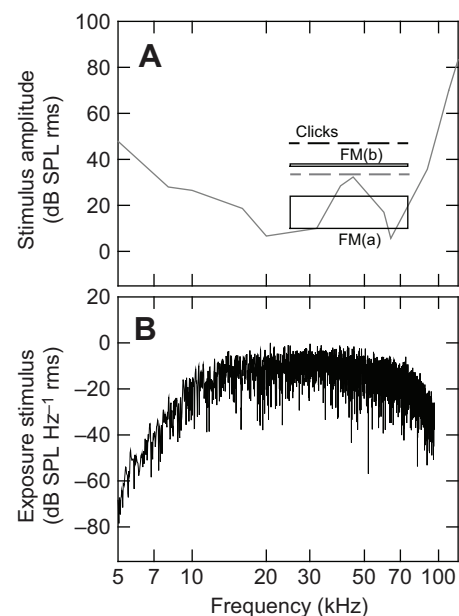 A
Stimulus amplitude
(dB SPL rms)
100
80
60
40
20
0
Clicks
FM(b)
FM(a)
B
Exposure stimulus
(dB SPL Hz⁻¹ rms)
20
0
–20
–40
–60
–80
5 7 10 20 30 50 70 100
Frequency (kHz)